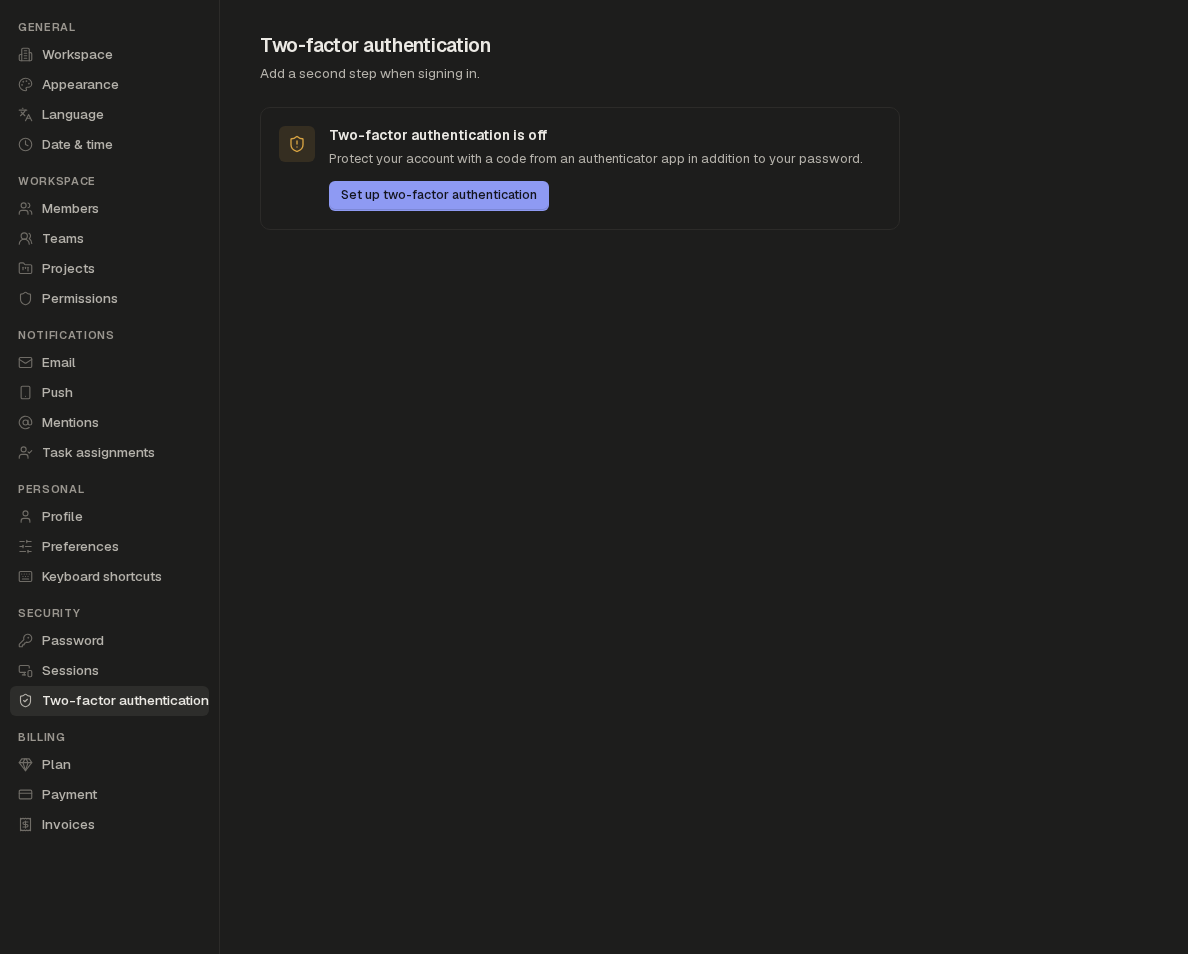 GENERAL
Workspace
Appearance
Language
Date & time
WORKSPACE
Members
Teams
Projects
Permissions
NOTIFICATIONS
Email
Push
Mentions
Task assignments
PERSONAL
Profile
Preferences
Keyboard shortcuts
SECURITY
Password
Sessions
Two-factor authentication
BILLING
Plan
Payment
Invoices
Two-factor authentication
Add a second step when signing in.
Two-factor authentication is off
Protect your account with a code from an authenticator app in addition to your password.
Set up two-factor authentication